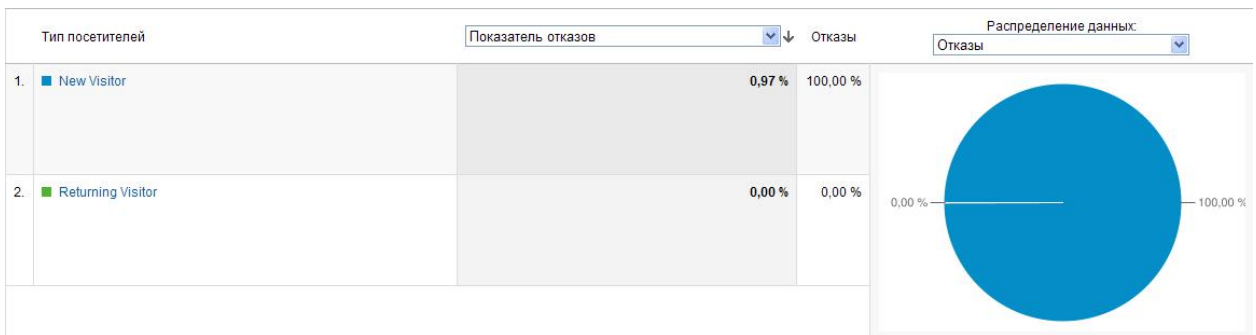 Тип посетителей
Показатель отказов
Отказы
Распределение данных:
Отказы
1. New Visitor 0,97 % 100,00 %
2. Returning Visitor 0,00 % 0,00 %
0,00 %
100,00 %